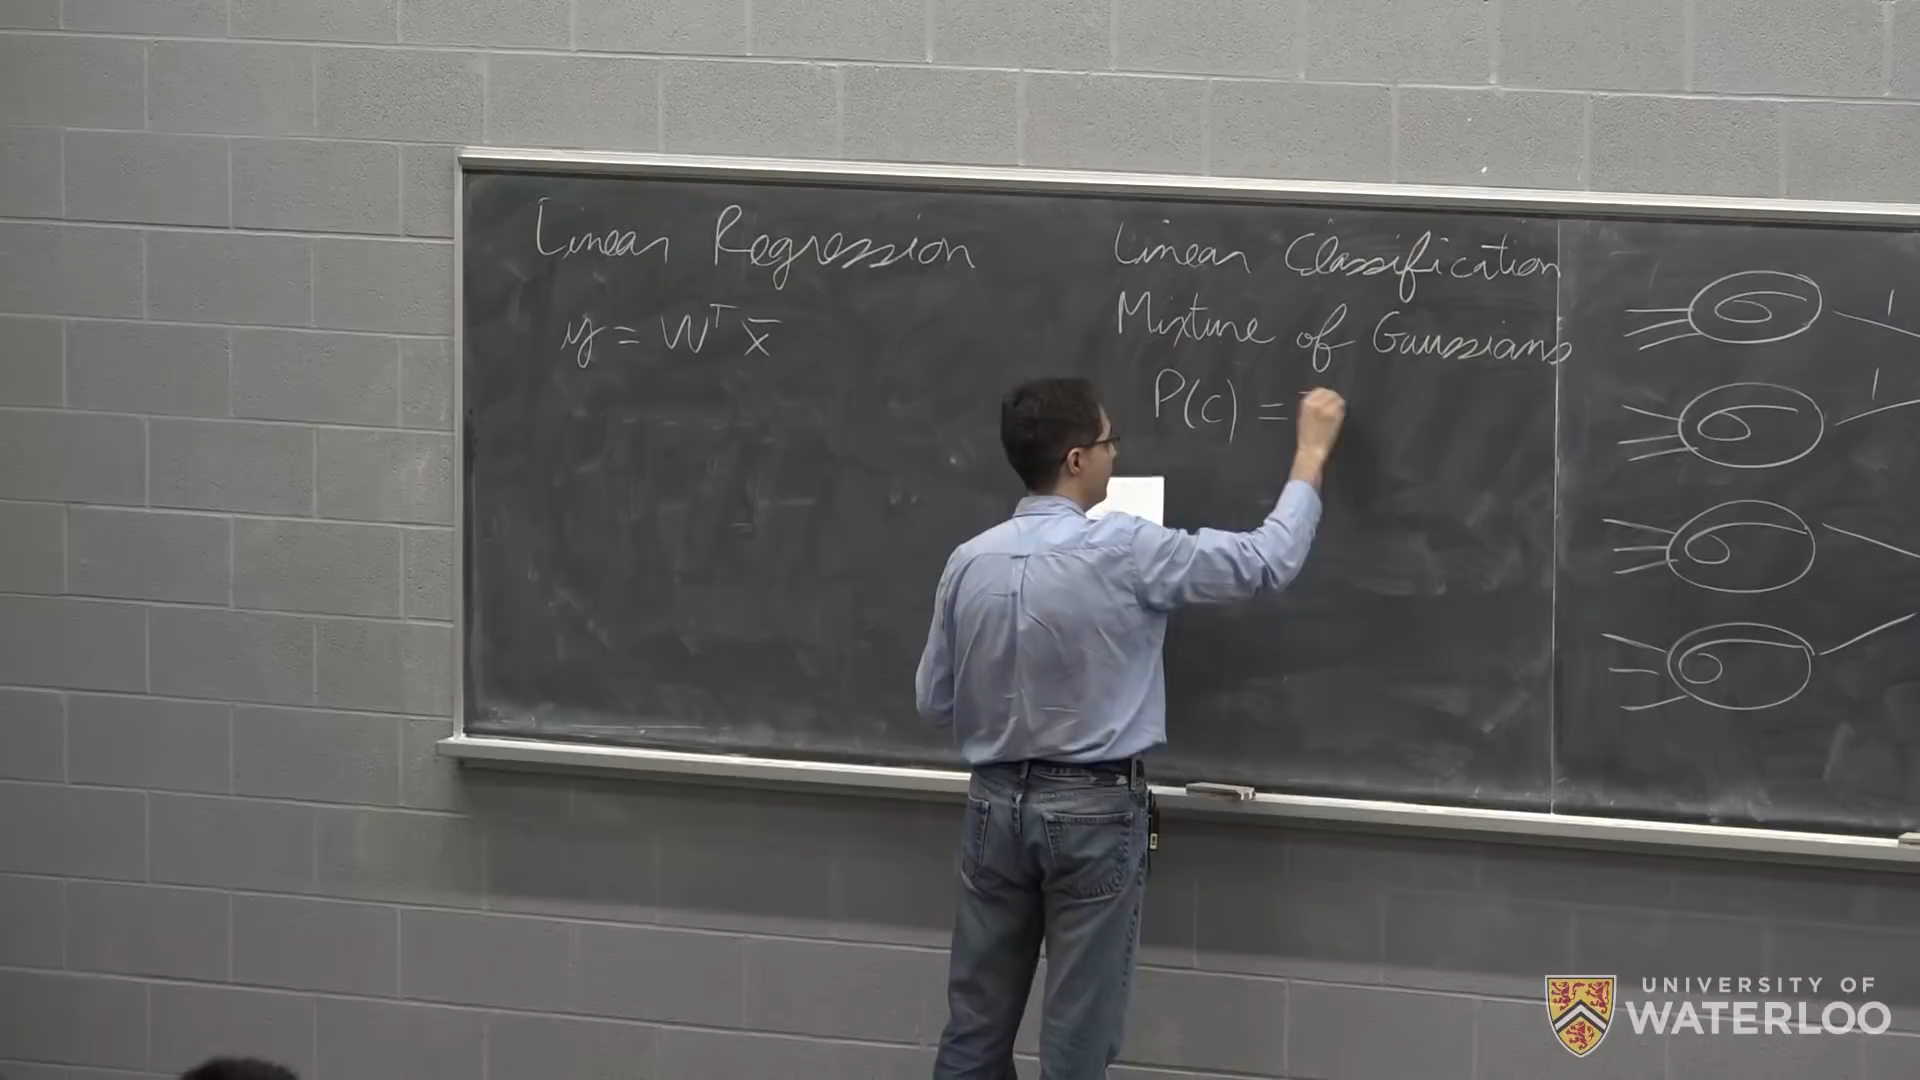 Linear Regression
y = W^T x̄
Linear Classification
Mixture of Gaussians
P(c) =
σ
σ
σ
σ
UNIVERSITY OF
WATERLOO